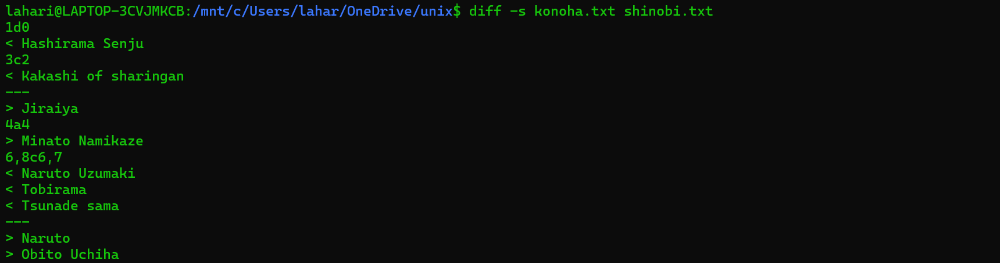 lahari@LAPTOP-3CVJMKCB:/mnt/c/Users/lahar/OneDrive/unix$ diff -s konoha.txt shinobi.txt
1d0
< Hashirama Senju
3c2
< Kakashi of sharingan
---
> Jiraiya
4a4
> Minato Namikaze
6,8c6,7
< Naruto Uzumaki
< Tobirama
< Tsunade sama
---
> Naruto
> Obito Uchiha